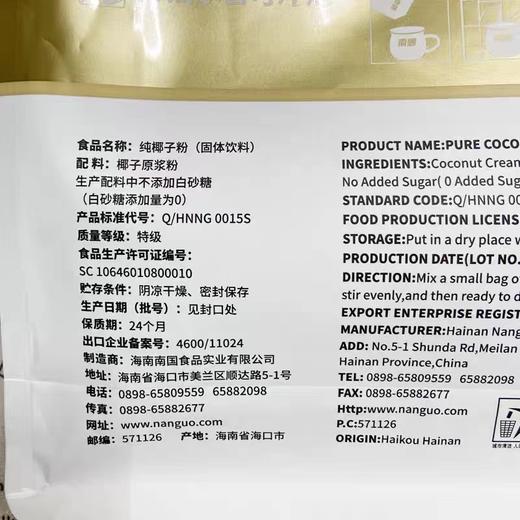 南国
食品名称：纯椰子粉（固体饮料）
配 料：椰子原浆粉
生产配料中不添加白砂糖
（白砂糖添加量为0）
产品标准代号：Q/HNNG 0015S
质量等级：特级
食品生产许可证编号：
SC 10646010800010
贮存条件：阴凉干燥、密封保存
生产日期（批号）：见封口处
保质期：24个月
出口企业备案号：4600/11024
制造商：海南南国食品实业有限公司
地址：海南省海口市美兰区顺达路5-1号
电话：0898-65809559 65882098
传真：0898-65882677
网址：www.nanguo.com
邮编：571126 产地：海南省海口市
PRODUCT NAME:PURE COCO
INGREDIENTS:Coconut Cream
No Added Sugar( 0 Added Sug
STANDARD CODE:Q/HNNG 00
FOOD PRODUCTION LICENS
STORAGE:Put in a dry place w
PRODUCTION DATE(LOT NO.
DIRECTION:Mix a small bag of
stir evenly,and then ready to d
EXPORT ENTERPRISE REGIST
MANUFACTURER:Hainan Nang
ADD: No.5-1 Shunda Rd,Meilan
Hainan Province,China
TEL: 0898-65809559 65882098
FAX: 0898-65882677
Http:www.nanguo.com
P.C:571126
ORIGIN:Haikou Hainan